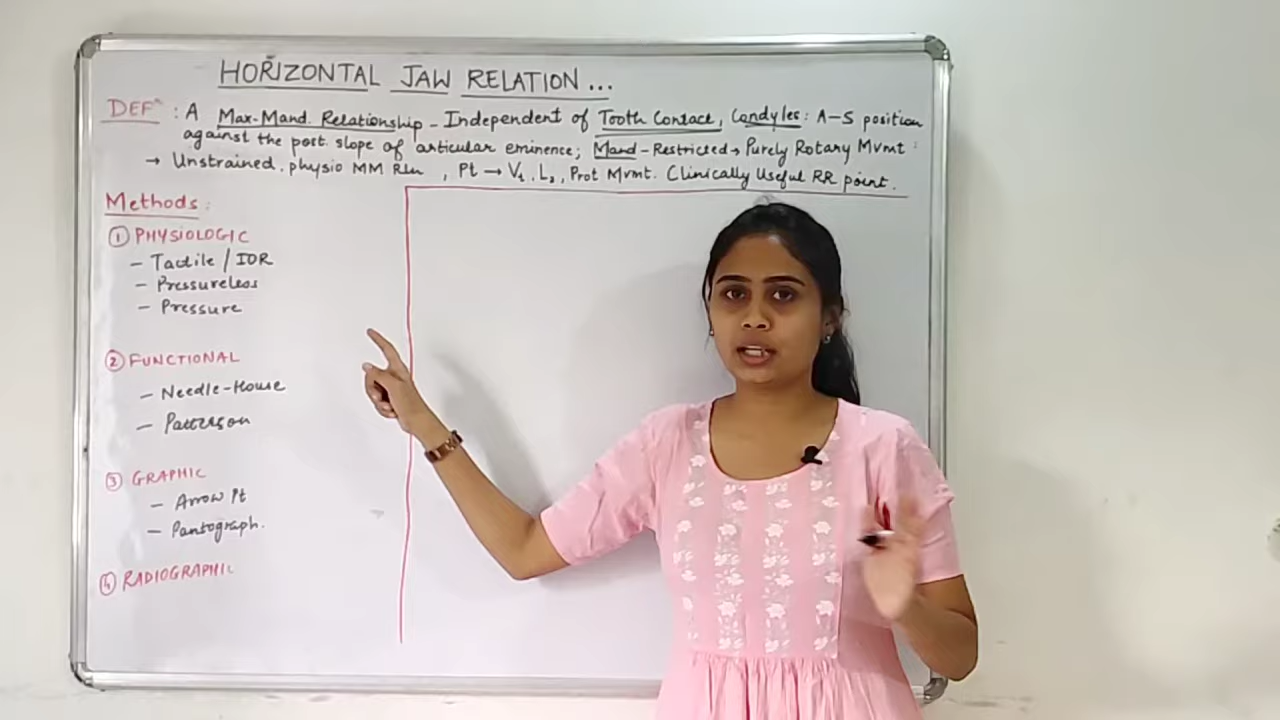 HORIZONTAL JAW RELATION...
DEFⁿ : A Max-Mand. Relationship - Independent of Tooth Contact, Condyles: A-S position
against the post. slope of articular eminence; Mand - Restricted → Purely Rotary Mvmt :
→ Unstrained. physio MM Rln , Pt → V, L, Prot Mvmt. Clinically Useful RR point.
Methods :
① PHYSIOLOGIC
- Tactile / IOR
- Pressureless
- Pressure
② FUNCTIONAL
- Needle-House
- Patterson
③ GRAPHIC
- Arrow Pt
- Pantograph.
④ RADIOGRAPHIC